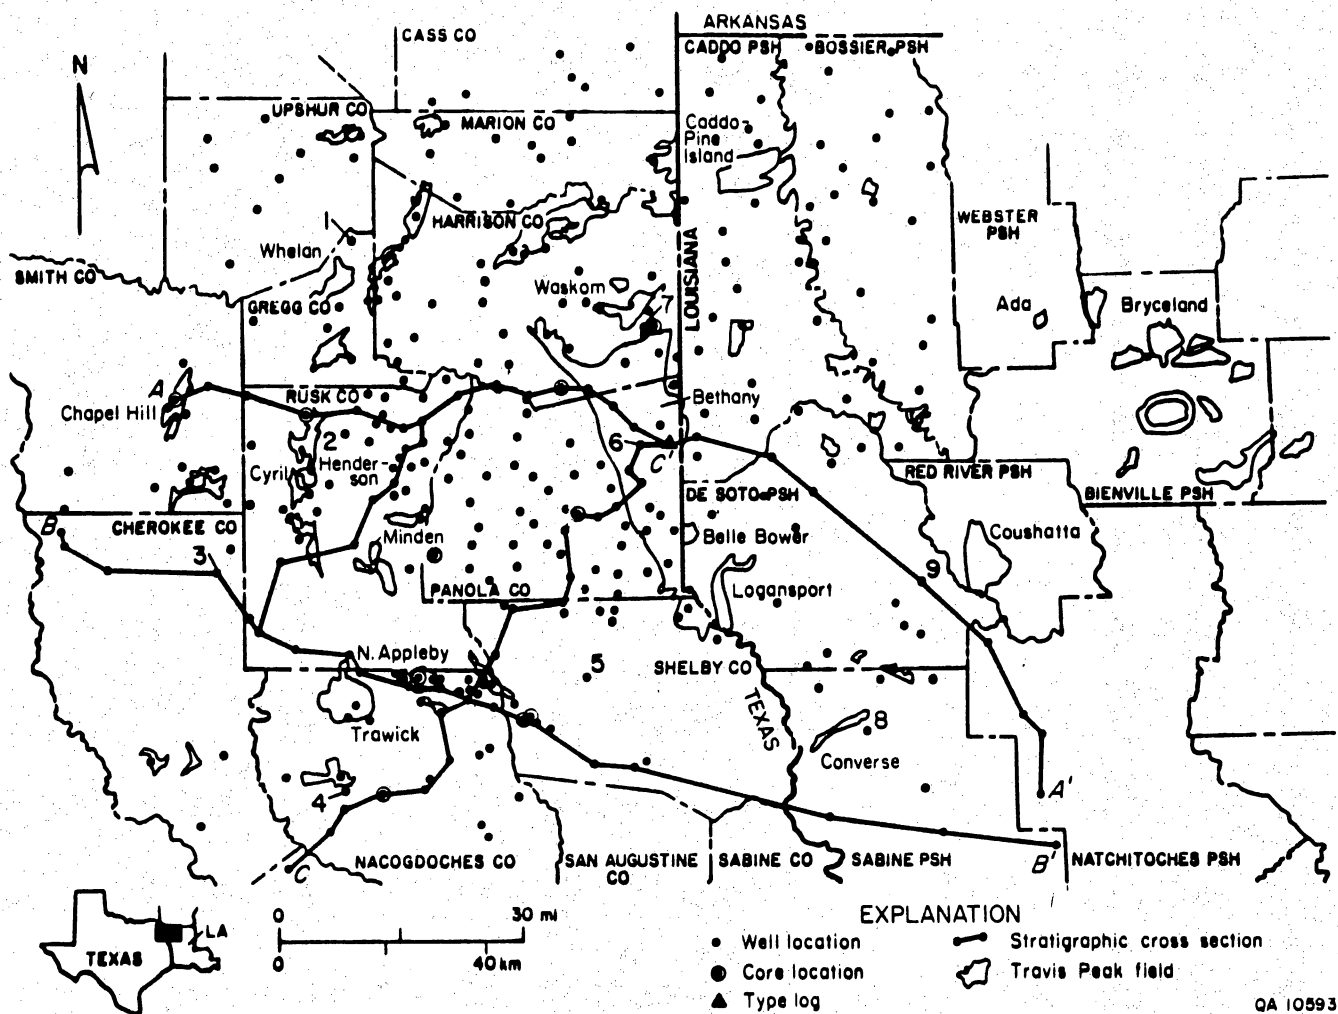 ARKANSAS
CASS CO
CADDO PSH
BOSSIER PSH
N
UPSHUR CO
MARION CO
Caddo-
Pine
Island
HARRISON CO
WEBSTER
PSH
1
Whelan
LOUISIANA
SMITH CO
GREGG CO
Waskom
7
Ada
Bryceland
A
RUSK CO
Chapel Hill
Bethany
2
6
C'
Cyril
Hender-
son
RED RIVER PSH
DE SOTO PSH
BIENVILLE PSH
B
CHEROKEE CO
Minden
Belle Bower
Coushatta
3
9
PANOLA CO
Logansport
N. Appleby
5
SHELBY CO
TEXAS
Trawick
8
Converse
4
A'
C
NACOGDOCHES CO
SAN AUGUSTINE
CO
SABINE CO
SABINE PSH
B'
NATCHITOCHES PSH
0
30 mi
0
40 km
TEXAS
LA
EXPLANATION
Well location
Core location
Type log
Stratigraphic cross section
Travis Peak field
QA 10593